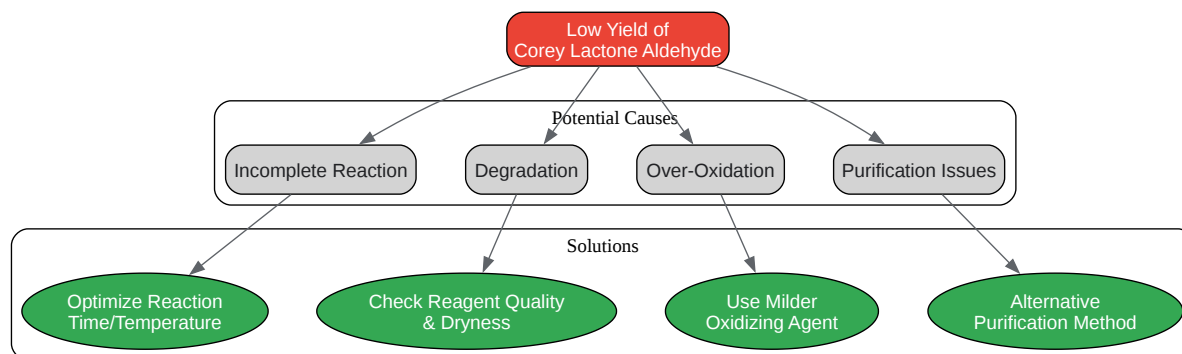 Low Yield of
Corey Lactone Aldehyde
Potential Causes
Incomplete Reaction
Degradation
Over-Oxidation
Purification Issues
Solutions
Optimize Reaction
Time/Temperature
Check Reagent Quality
& Dryness
Use Milder
Oxidizing Agent
Alternative
Purification Method